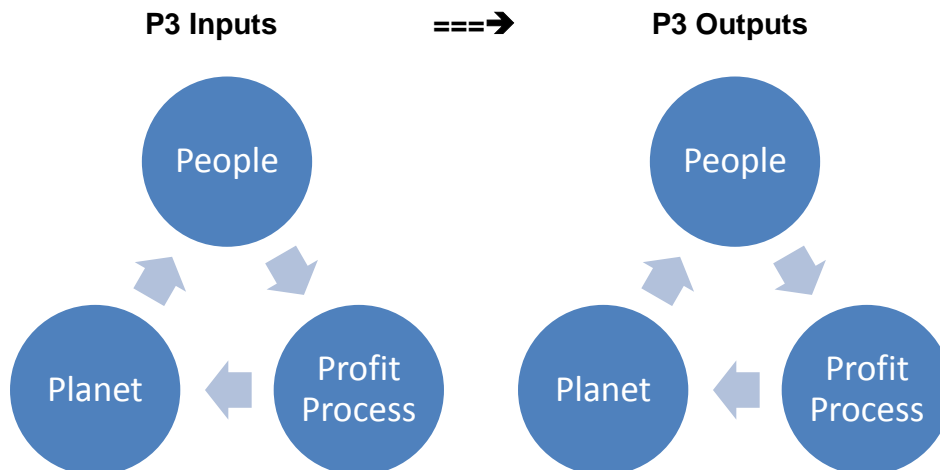 P3 Inputs ===➔ P3 Outputs
People People
Planet Profit Process Planet Profit Process